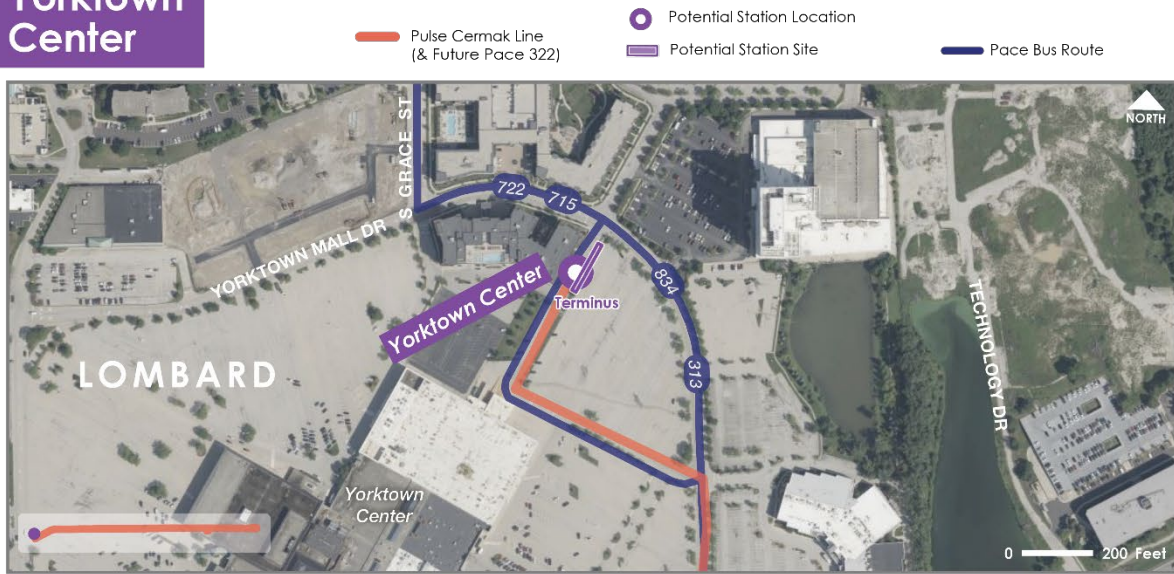 Yorktown
Center
Pulse Cermak Line
(& Future Pace 322)
Potential Station Location
Potential Station Site
Pace Bus Route
NORTH
S GRACE ST
722
715
YORKTOWN MALL DR
834
Yorktown Center
Terminus
TECHNOLOGY DR
313
LOMBARD
Yorktown
Center
0 200 Feet